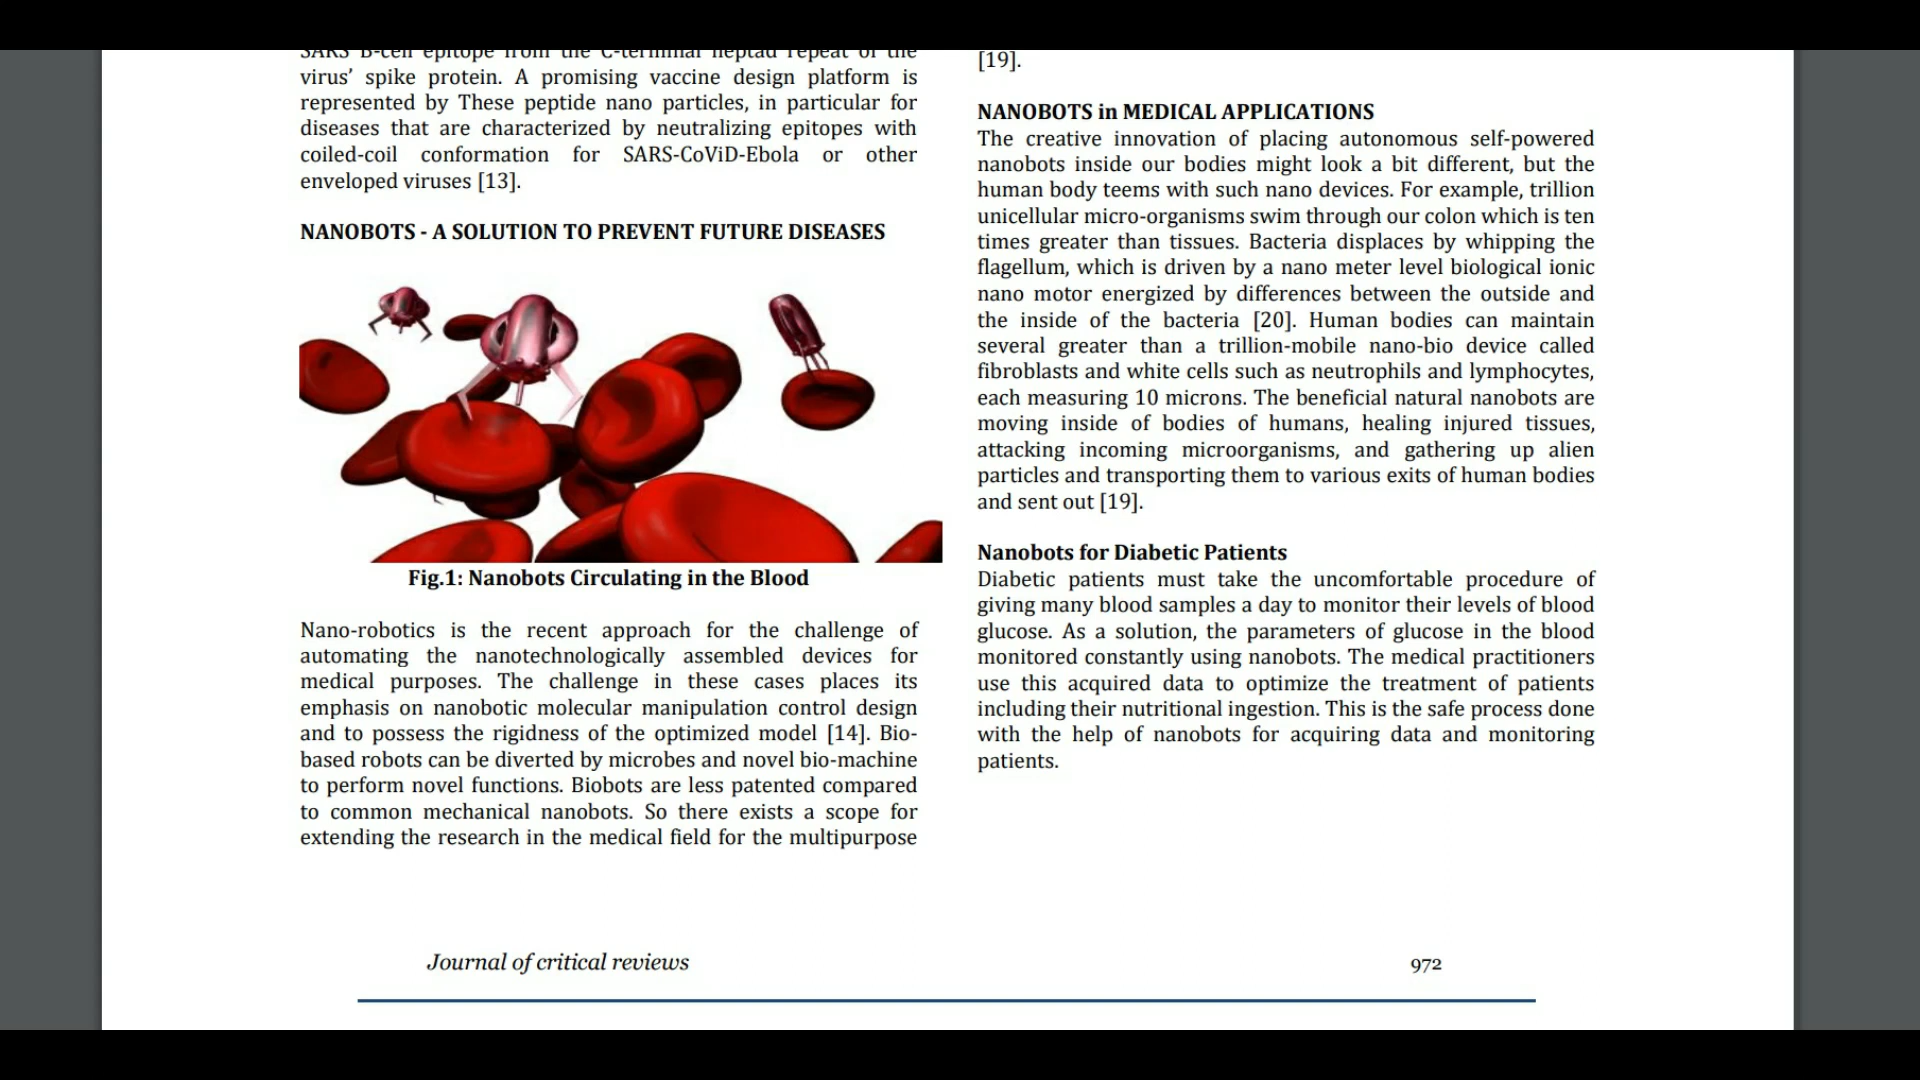 SARS B-cell epitope from the C-terminal heptad repeat of the
virus’ spike protein. A promising vaccine design platform is
represented by These peptide nano particles, in particular for
diseases that are characterized by neutralizing epitopes with
coiled-coil conformation for SARS-CoViD-Ebola or other
enveloped viruses [13].
NANOBOTS - A SOLUTION TO PREVENT FUTURE DISEASES
Fig.1: Nanobots Circulating in the Blood
Nano-robotics is the recent approach for the challenge of
automating the nanotechnologically assembled devices for
medical purposes. The challenge in these cases places its
emphasis on nanobotic molecular manipulation control design
and to possess the rigidness of the optimized model [14]. Bio-
based robots can be diverted by microbes and novel bio-machine
to perform novel functions. Biobots are less patented compared
to common mechanical nanobots. So there exists a scope for
extending the research in the medical field for the multipurpose
[19].
NANOBOTS in MEDICAL APPLICATIONS
The creative innovation of placing autonomous self-powered
nanobots inside our bodies might look a bit different, but the
human body teems with such nano devices. For example, trillion
unicellular micro-organisms swim through our colon which is ten
times greater than tissues. Bacteria displaces by whipping the
flagellum, which is driven by a nano meter level biological ionic
nano motor energized by differences between the outside and
the inside of the bacteria [20]. Human bodies can maintain
several greater than a trillion-mobile nano-bio device called
fibroblasts and white cells such as neutrophils and lymphocytes,
each measuring 10 microns. The beneficial natural nanobots are
moving inside of bodies of humans, healing injured tissues,
attacking incoming microorganisms, and gathering up alien
particles and transporting them to various exits of human bodies
and sent out [19].
Nanobots for Diabetic Patients
Diabetic patients must take the uncomfortable procedure of
giving many blood samples a day to monitor their levels of blood
glucose. As a solution, the parameters of glucose in the blood
monitored constantly using nanobots. The medical practitioners
use this acquired data to optimize the treatment of patients
including their nutritional ingestion. This is the safe process done
with the help of nanobots for acquiring data and monitoring
patients.
Journal of critical reviews
972